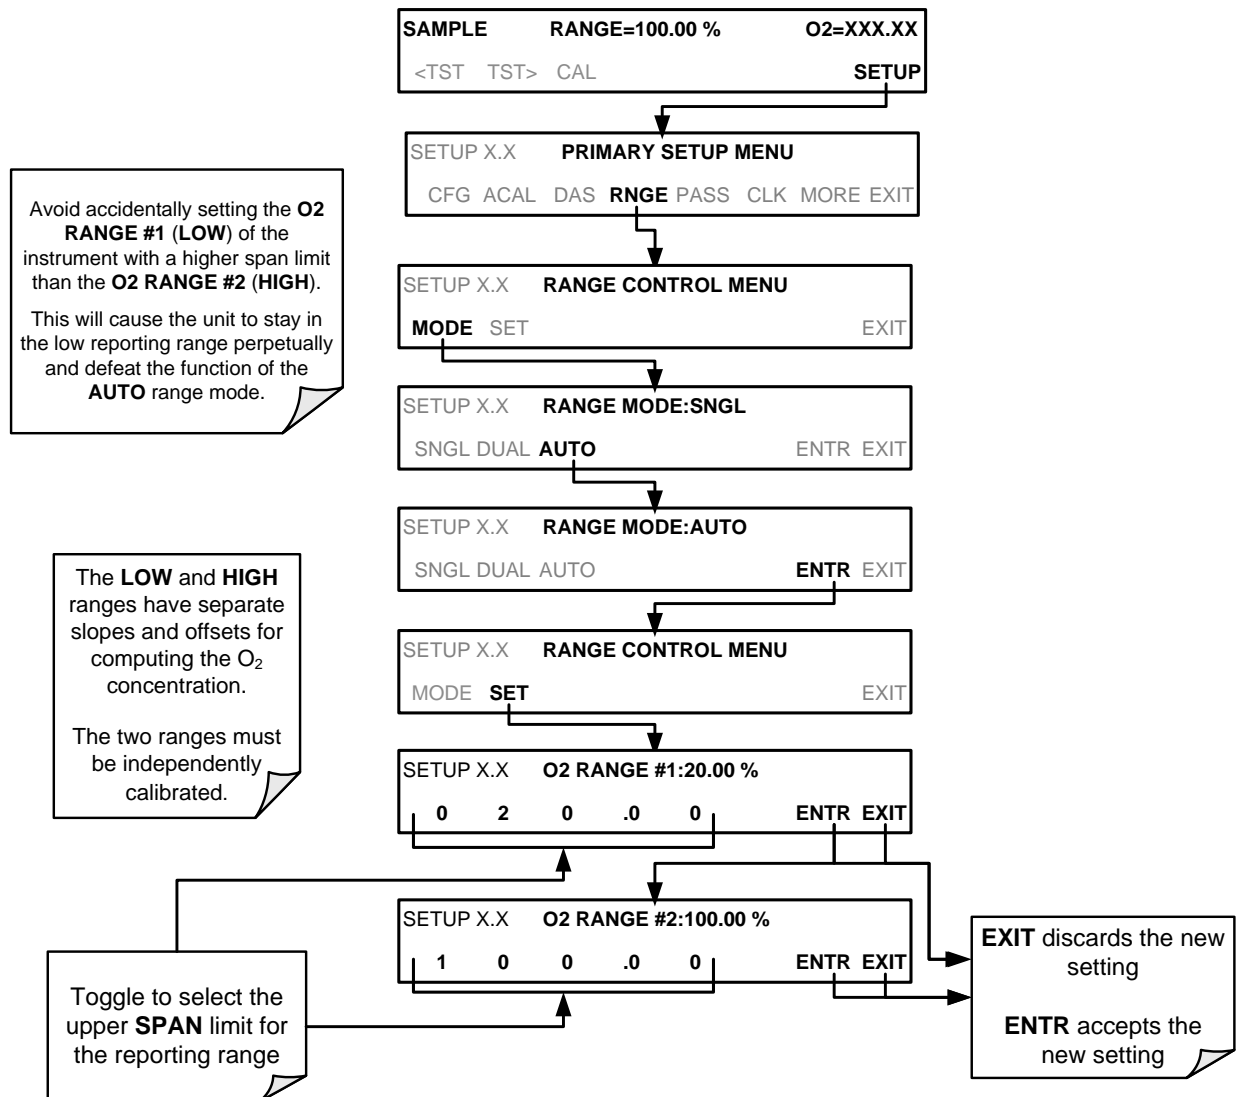 SAMPLE RANGE=100.00 % O2=XXX.XX
<TST TST> CAL SETUP
SETUP X.X PRIMARY SETUP MENU
CFG ACAL DAS RNGE PASS CLK MORE EXIT
Avoid accidentally setting the O2
RANGE #1 (LOW) of the
instrument with a higher span limit
than the O2 RANGE #2 (HIGH).
This will cause the unit to stay in
the low reporting range perpetually
and defeat the function of the
AUTO range mode.
SETUP X.X RANGE CONTROL MENU
MODE SET EXIT
SETUP X.X RANGE MODE:SNGL
SNGL DUAL AUTO ENTR EXIT
SETUP X.X RANGE MODE:AUTO
SNGL DUAL AUTO ENTR EXIT
The LOW and HIGH
ranges have separate
slopes and offsets for
computing the O2
concentration.
The two ranges must
be independently
calibrated.
SETUP X.X RANGE CONTROL MENU
MODE SET EXIT
SETUP X.X O2 RANGE #1:20.00 %
0 2 0 .0 0 ENTR EXIT
SETUP X.X O2 RANGE #2:100.00 %
1 0 0 .0 0 ENTR EXIT
Toggle to select the
upper SPAN limit for
the reporting range
EXIT discards the new
setting
ENTR accepts the
new setting